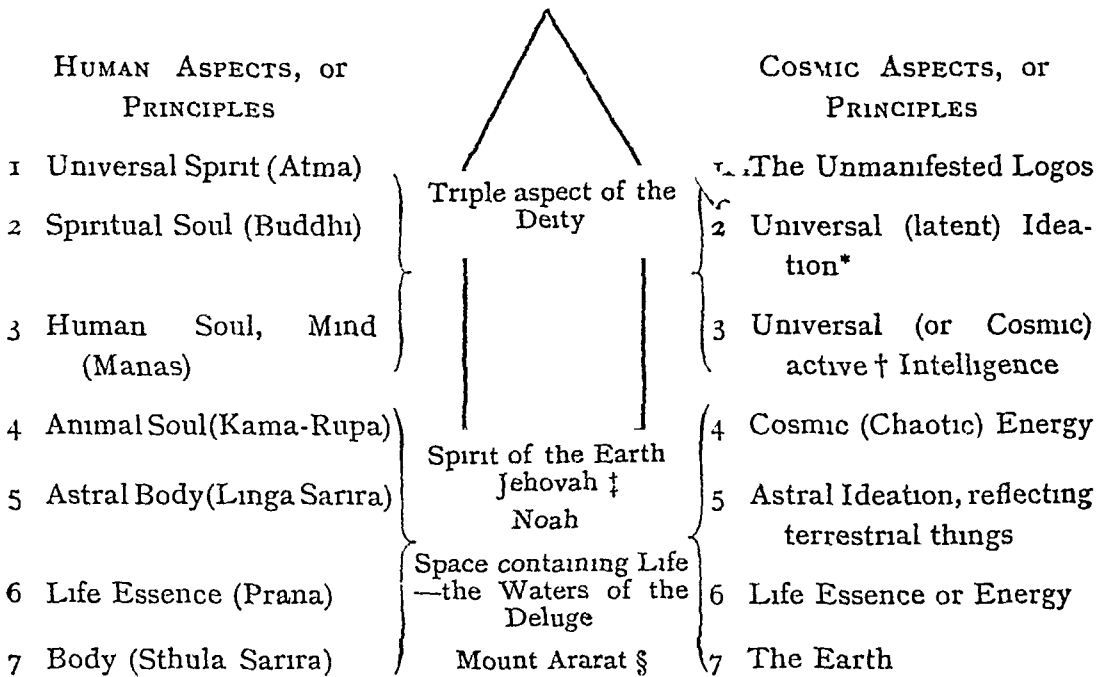 HUMAN ASPECTS, OR
PRINCIPLES
1 Universal Spirit (Atma)
2 Spiritual Soul (Buddhi)
3 Human Soul, Mind
(Manas)
4 Animal Soul (Kama-Rupa)
5 Astral Body (Linga Sarira)
6 Life Essence (Prana)
7 Body (Sthula Sarira)
Triple aspect of the
Deity
Spirit of the Earth
Jehovah ‡
Noah
Space containing Life
—the Waters of the
Deluge
Mount Ararat §
COSMIC ASPECTS, OR
PRINCIPLES
1 The Unmanifested Logos
2 Universal (latent) Idea-
tion*
3 Universal (or Cosmic)
active † Intelligence
4 Cosmic (Chaotic) Energy
5 Astral Ideation, reflecting
terrestrial things
6 Life Essence or Energy
7 The Earth